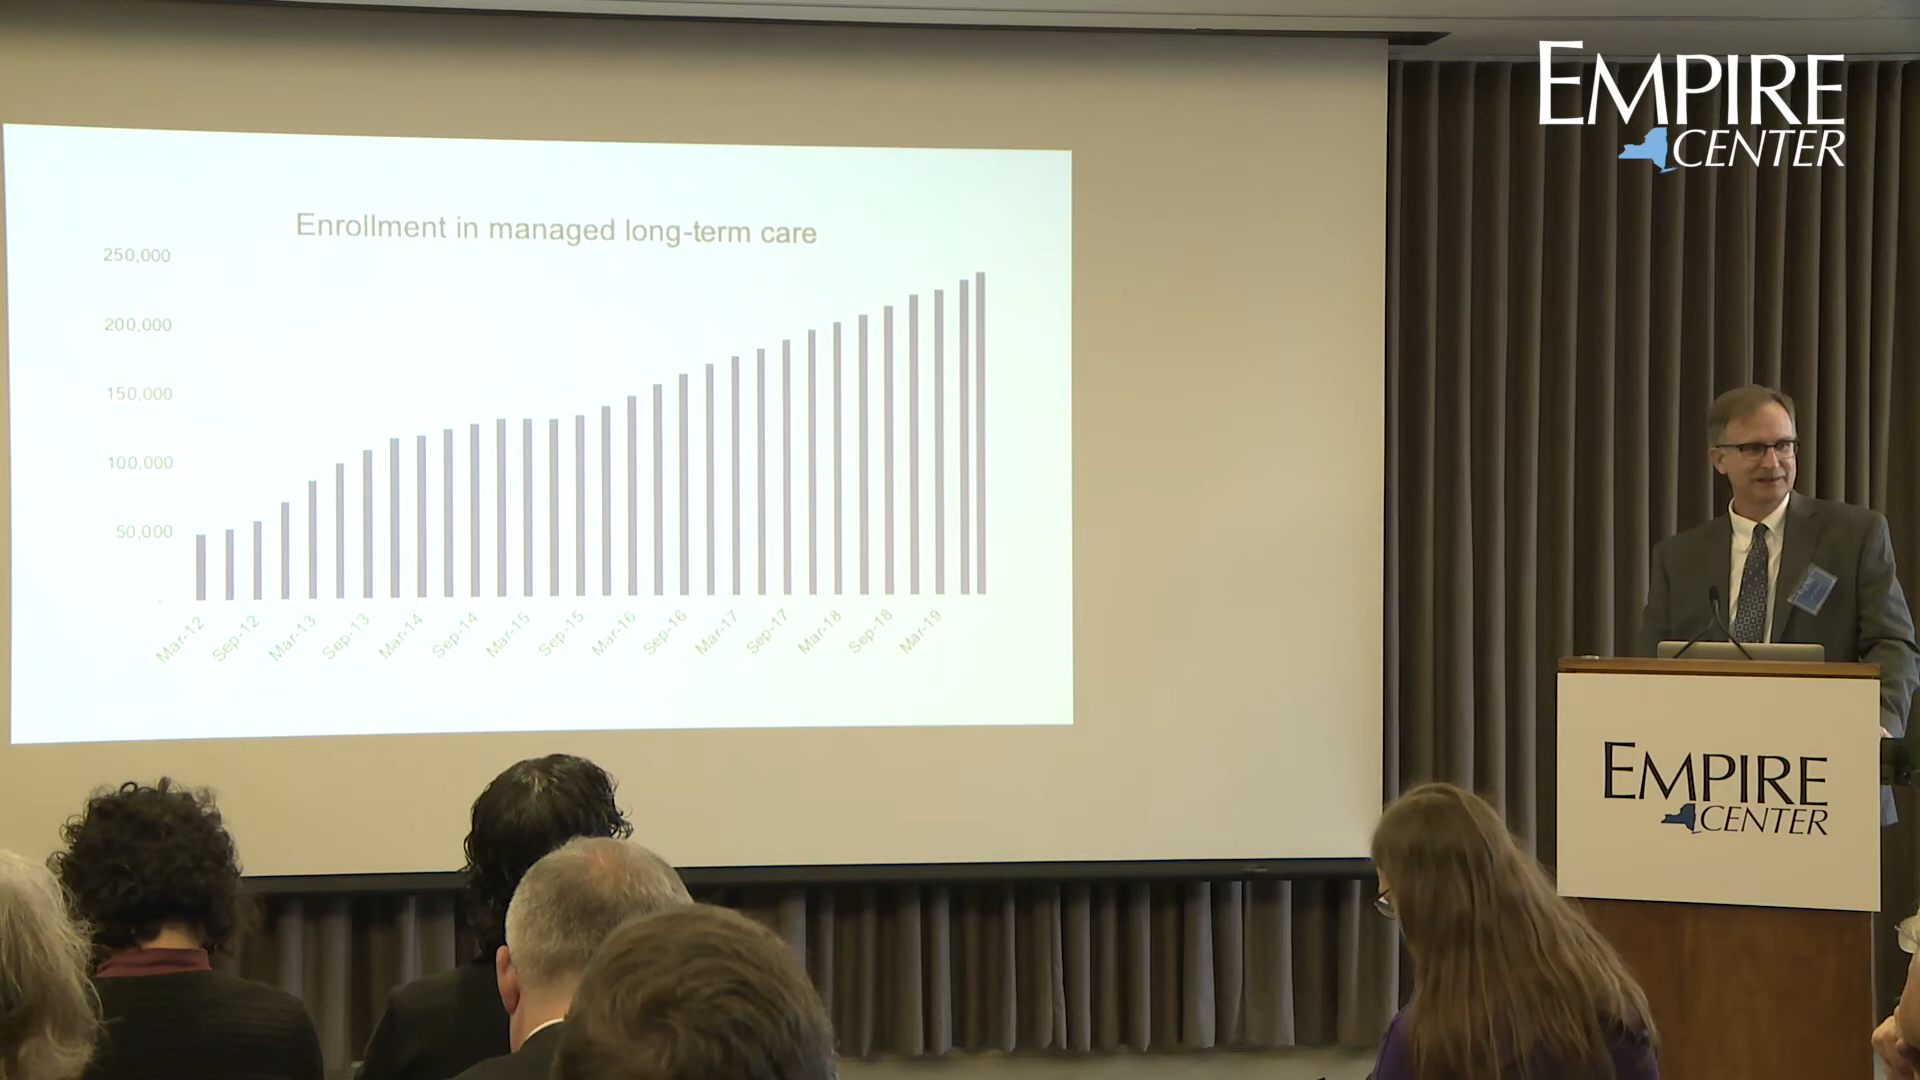 EMPIRE
CENTER
Enrollment in managed long-term care
250,000
200,000
150,000
100,000
50,000
-
Mar-12
Sep-12
Mar-13
Sep-13
Mar-14
Sep-14
Mar-15
Sep-15
Mar-16
Sep-16
Mar-17
Sep-17
Mar-18
Sep-18
Mar-19
EMPIRE
CENTER